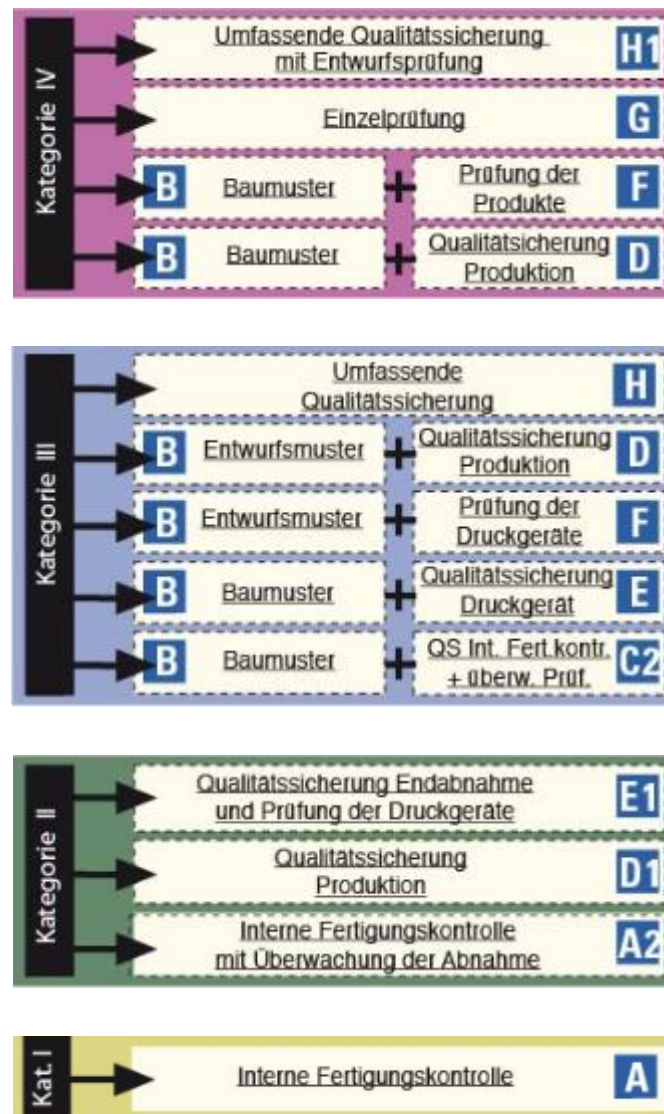 Kategorie IV
Umfassende Qualitätssicherung
mit Entwurfsprüfung
H1
Einzelprüfung
G
B
Baumuster
+
Prüfung der
Produkte
F
B
Baumuster
+
Qualitätsicherung
Produktion
D
Kategorie III
Umfassende
Qualitätssicherung
H
B
Entwurfsmuster
+
Qualitätssicherung
Produktion
D
B
Entwurfsmuster
+
Prüfung der
Druckgeräte
F
B
Baumuster
+
Qualitätssicherung
Druckgerät
E
B
Baumuster
+
QS Int. Fert.kontr.
+ überw. Prüf.
C2
Kategorie II
Qualitätssicherung Endabnahme
und Prüfung der Druckgeräte
E1
Qualitätssicherung
Produktion
D1
Interne Fertigungskontrolle
mit Überwachung der Abnahme
A2
Kat. I
Interne Fertigungskontrolle
A